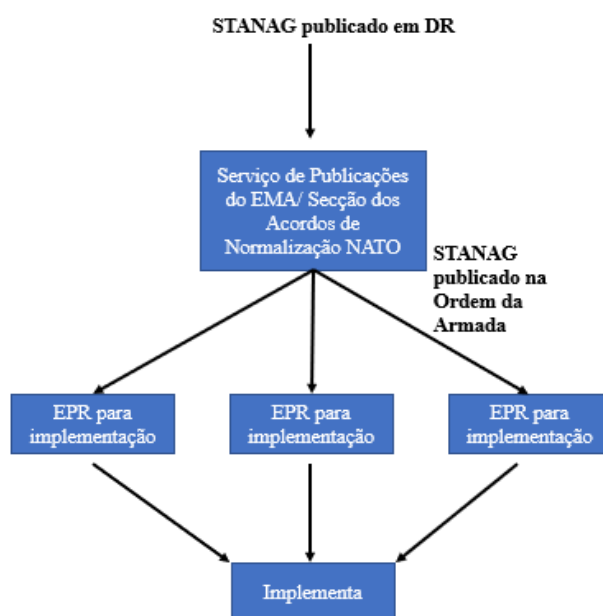 STANAG publicado em DR
Serviço de Publicações
do EMA/ Secção dos
Acordos de
Normalização NATO
STANAG
publicado na
Ordem da
Armada
EPR para
implementação
EPR para
implementação
EPR para
implementação
Implementa